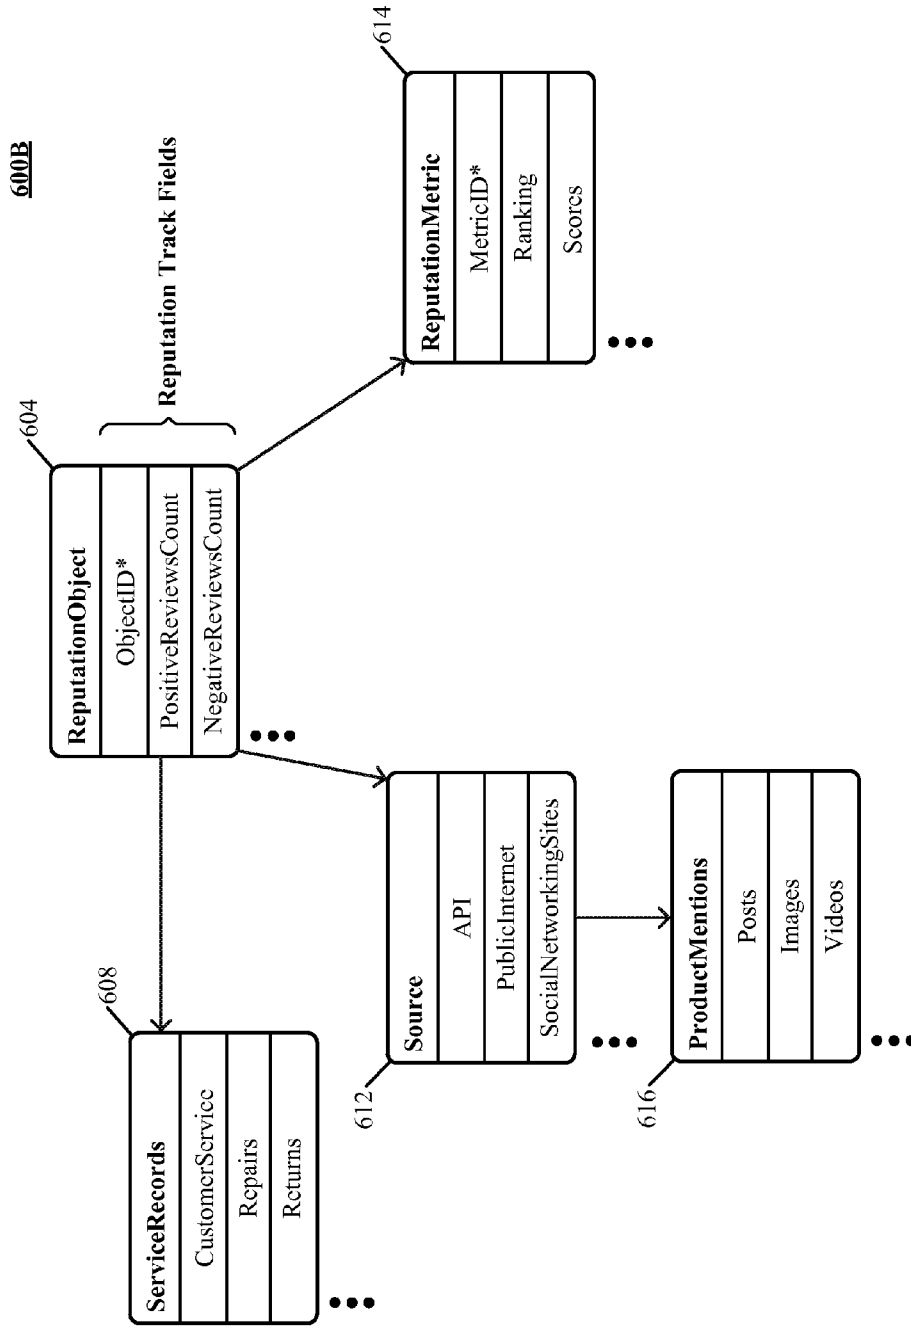 600B
604
ReputationObject
ObjectID*
PositiveReviewsCount
NegativeReviewsCount
Reputation Track Fields
608
ServiceRecords
CustomerService
Repairs
Returns
612
Source
API
PublicInternet
SocialNetworkingSites
614
ReputationMetric
MetricID*
Ranking
Scores
616
ProductMentions
Posts
Images
Videos